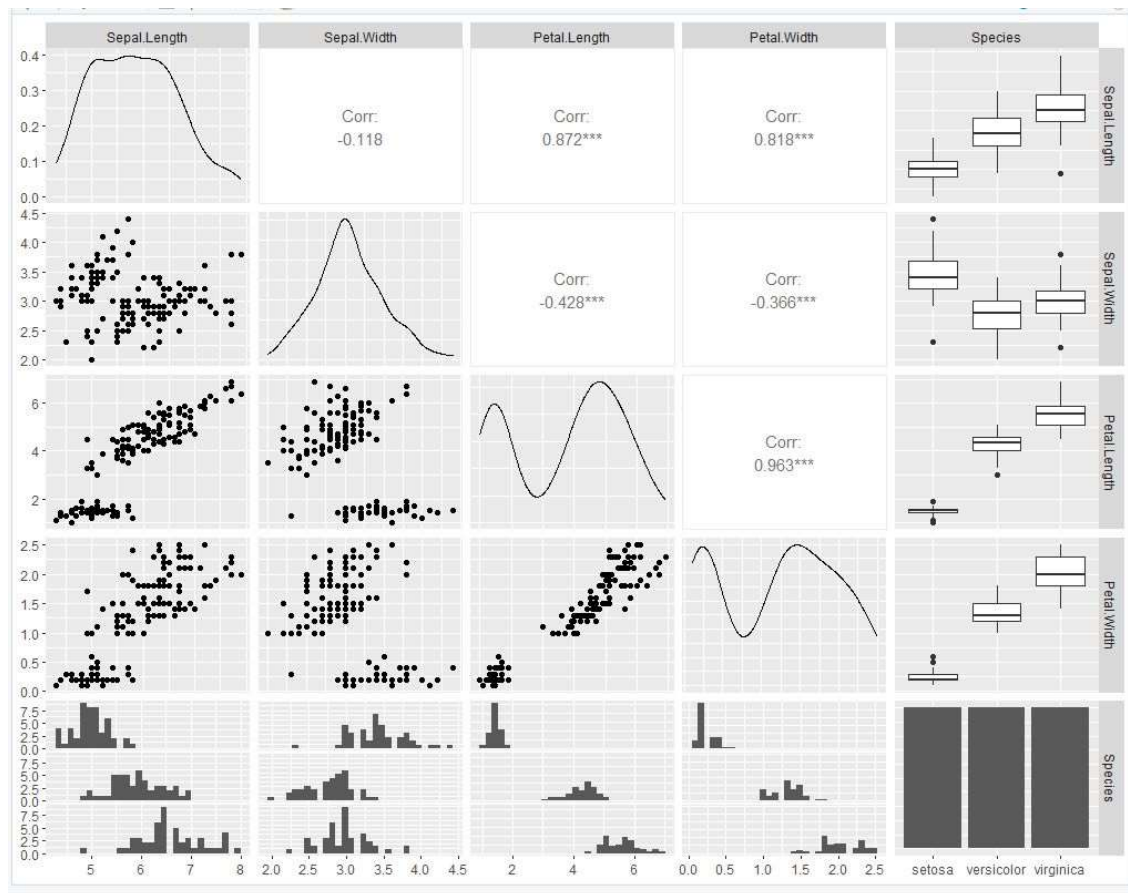 Sepal.Length Sepal.Width Petal.Length Petal.Width Species
0.4
0.3
0.2
0.1
0.0
Corr:
-0.118
Corr:
0.872***
Corr:
0.818***
Sepal.Length
4.5
4.0
3.5
3.0
2.5
2.0
Corr:
-0.428***
Corr:
-0.366***
Sepal.Width
6
4
2
Corr:
0.963***
Petal.Length
2.5
2.0
1.5
1.0
0.5
0.0
Petal.Width
7.5
5.0
2.5
0.0
7.5
5.0
2.5
0.0
7.5
5.0
2.5
0.0
Species
5 6 7 8 2.0 2.5 3.0 3.5 4.0 4.5 2 4 6 0.0 0.5 1.0 1.5 2.0 2.5 setosa versicolor virginica